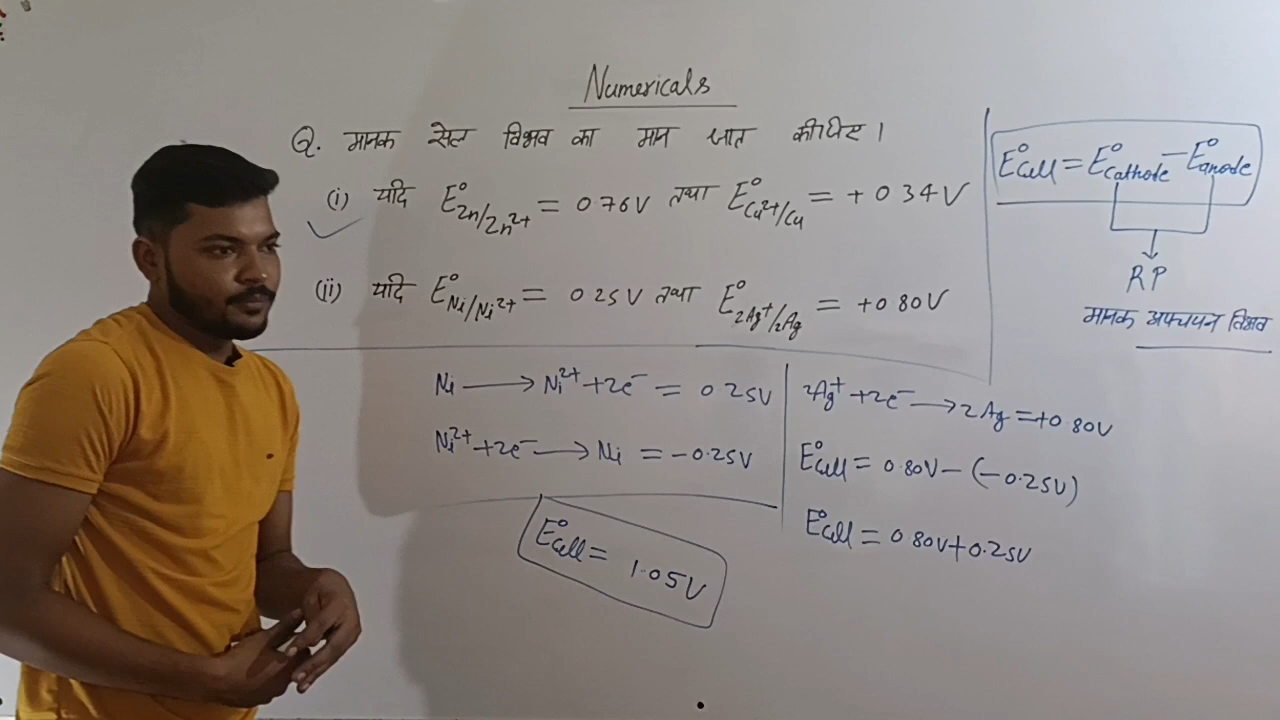 Numericals
Q. मानक सेल विभव का मान ज्ञात कीजिए।
(i) यदि E°Zn/Zn²⁺ = 0.76V तथा E°Cu²⁺/Cu = +0.34V
(ii) यदि E°Ni/Ni²⁺ = 0.25V तथा E°2Ag⁺/2Ag = +0.80V
E°Cell = E°Cathode − E°anode
RP
मानक अपचयन विभव
Ni ⟶ Ni²⁺ + 2e⁻ = 0.25V
Ni²⁺ + 2e⁻ ⟶ Ni = −0.25V
2Ag⁺ + 2e⁻ ⟶ 2Ag = +0.80V
E°Cell = 0.80V − (−0.25V)
E°Cell = 0.80V + 0.25V
E°Cell = 1.05V